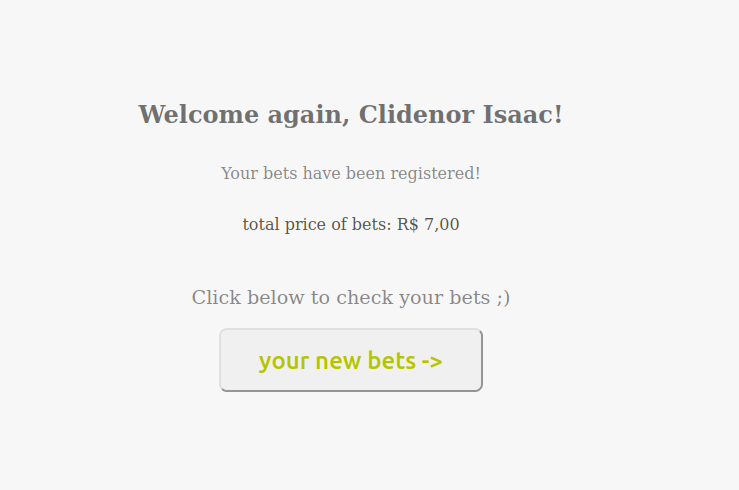 Welcome again, Clidenor Isaac!
Your bets have been registered!
total price of bets: R$ 7,00
Click below to check your bets ;)
your new bets ->